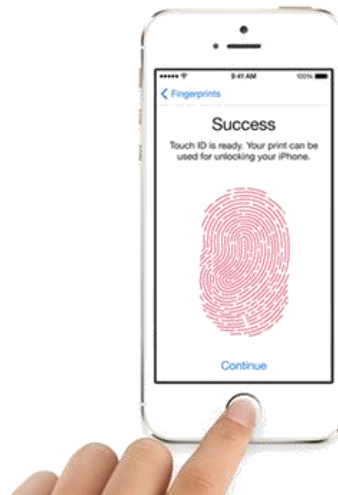 9:41 AM 100%
Fingerprints
Success
Touch ID is ready. Your print can be
used for unlocking your iPhone.
Continue